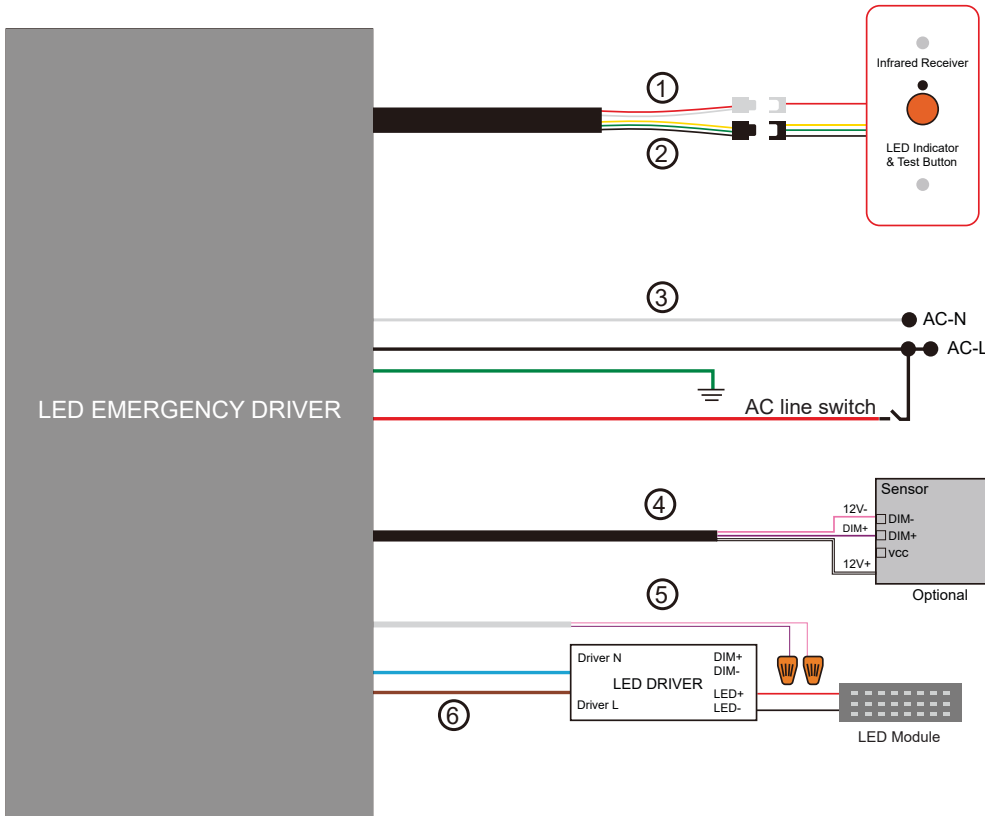 ①
Infrared Receiver
LED Indicator
& Test Button
②
③
AC-N
AC-L
LED EMERGENCY DRIVER
AC line switch
④
Sensor
12V-
DIM-
DIM+
DIM+
vcc
12V+
Optional
⑤
Driver N
DIM+
DIM-
LED DRIVER
LED+
Driver L
LED-
⑥
LED Module